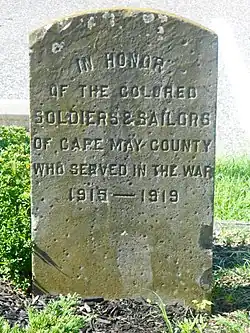 IN HONOR
OF THE COLORED
SOLDIERS & SAILORS
OF CAPE MAY COUNTY
WHO SERVED IN THE WAR
1915 — 1919